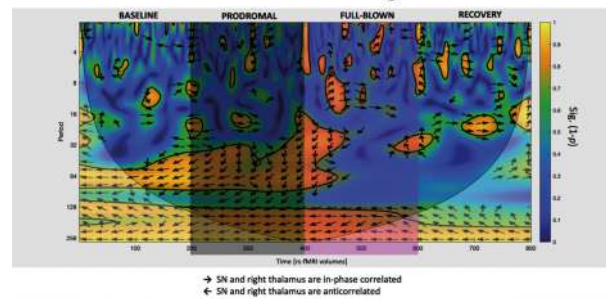 BASELINE PRODROMAL FULL-BLOWN RECOVERY
Period
4
8
16
32
64
128
256
100 200 300 400 500 600 700 800
Time [rs-fMRI volumes]
1
0.9
0.8
0.7
0.6
0.5
0.4
0.3
0.2
0.1
0
Sig. (1-p)
→ SN and right thalamus are in-phase correlated
← SN and right thalamus are anticorrelated